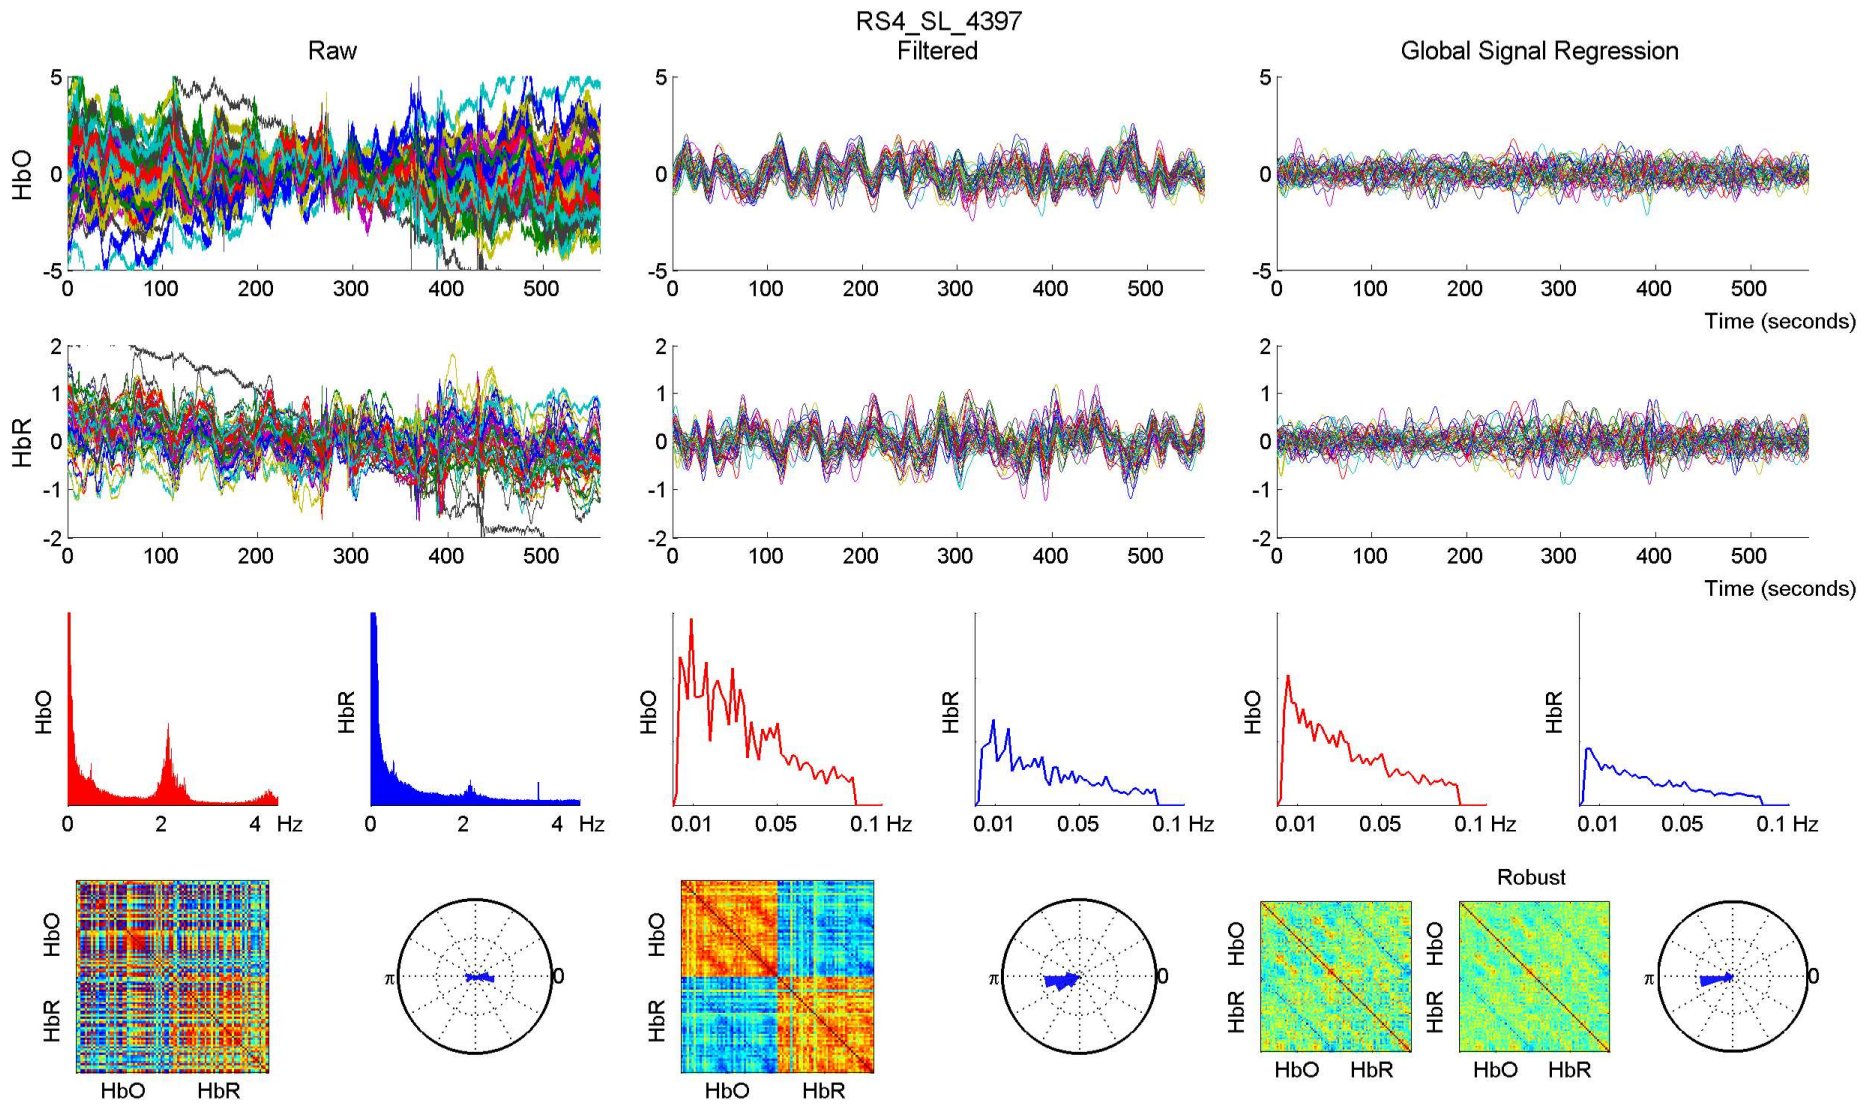 RS4_SL_4397
Raw
Filtered
Global Signal Regression
HbO
5
0
-5
0 100 200 300 400 500
5
0
-5
0 100 200 300 400 500
5
0
-5
0 100 200 300 400 500
Time (seconds)
HbR
2
1
0
-1
-2
0 100 200 300 400 500
2
1
0
-1
-2
0 100 200 300 400 500
2
1
0
-1
-2
0 100 200 300 400 500
Time (seconds)
HbO
0 2 4 Hz
HbR
0 2 4 Hz
HbO
0.01 0.05 0.1 Hz
HbR
0.01 0.05 0.1 Hz
HbO
0.01 0.05 0.1 Hz
HbR
0.01 0.05 0.1 Hz
HbO
HbR
HbO HbR
π 0
HbO
HbR
HbO HbR
π 0
HbO
HbR
HbO HbR
Robust
HbO
HbR
HbO HbR
π 0